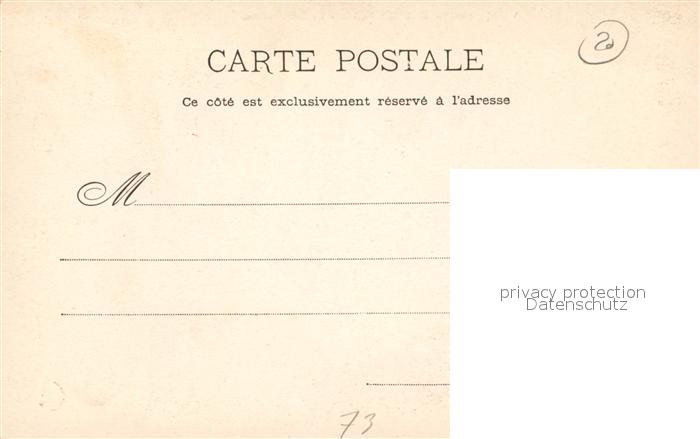 CARTE POSTALE
Ce côté est exclusivement réservé à l'adresse
M
privacy protection
Datenschutz
73